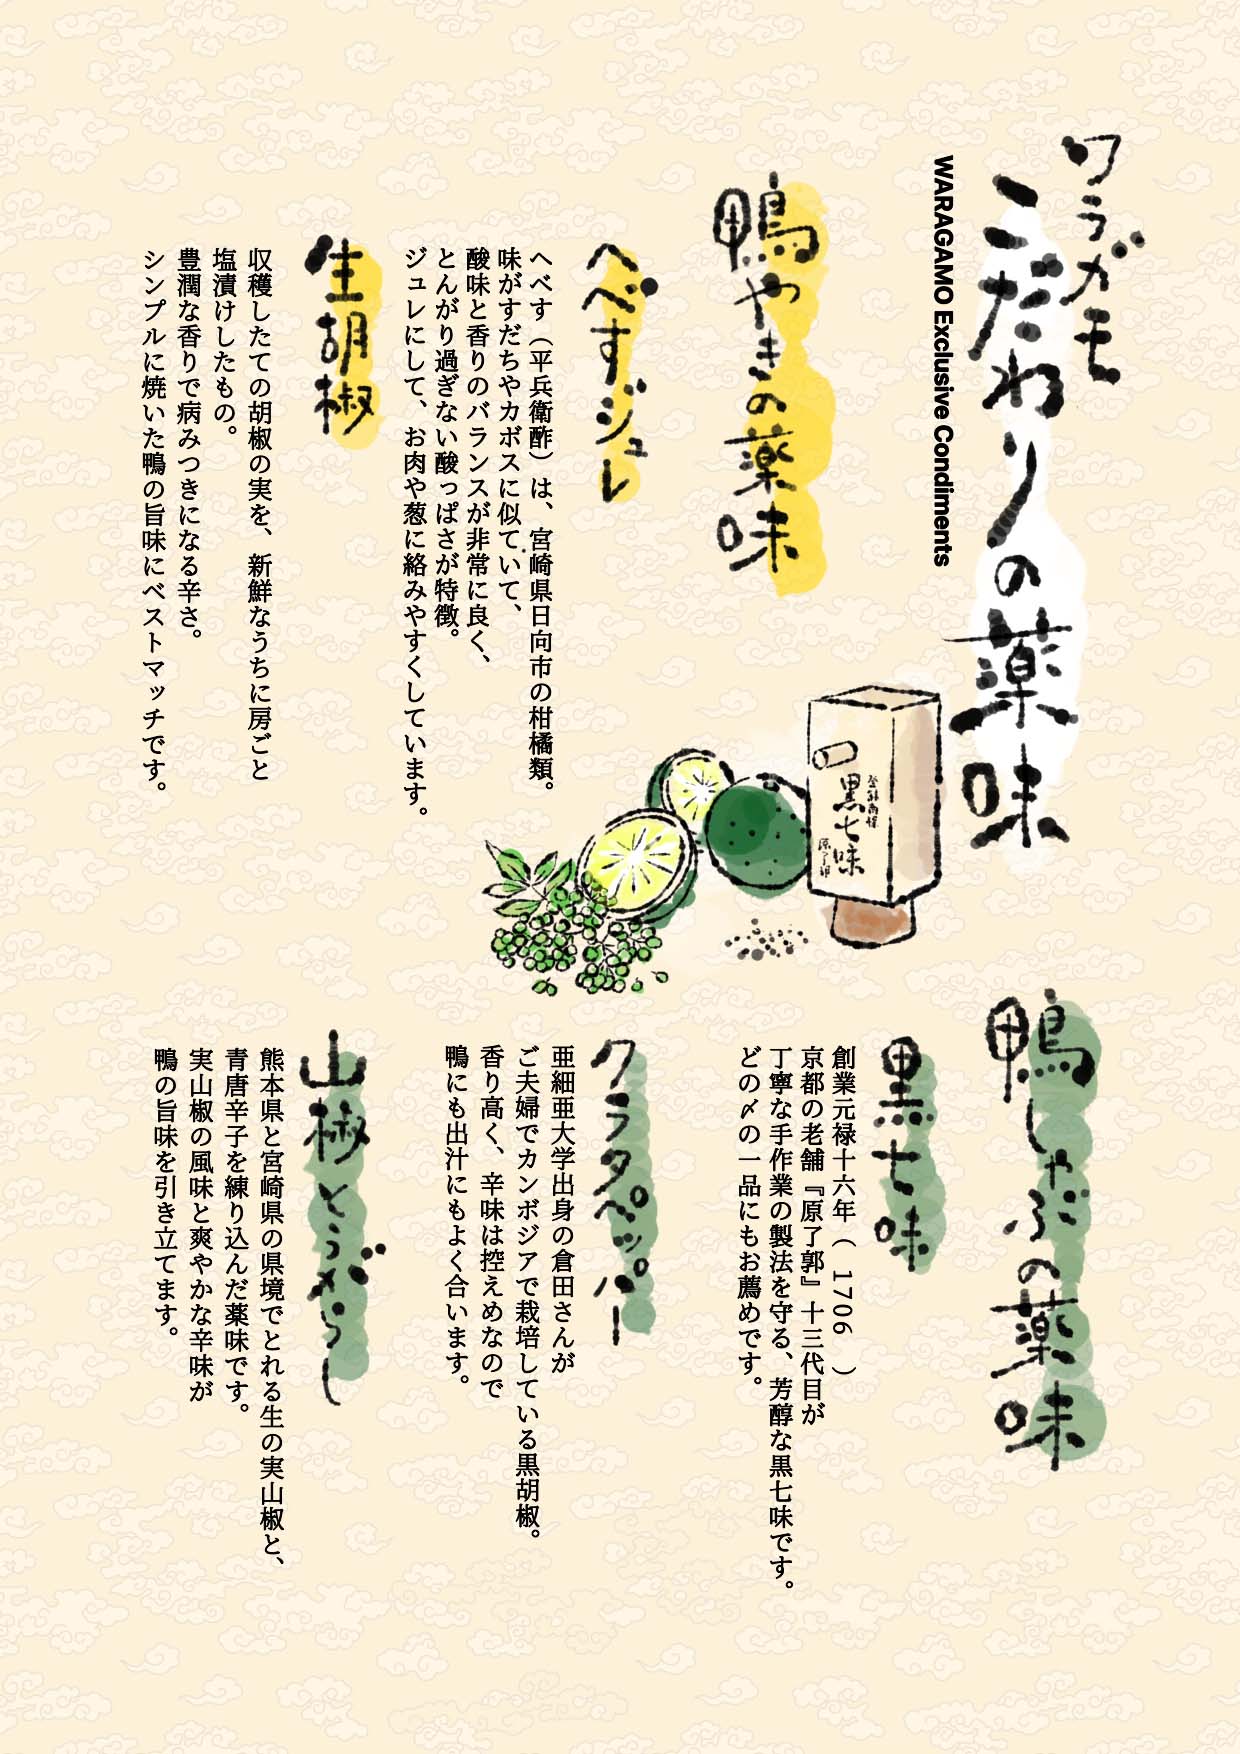 ワラガモ
こだわりの薬味
WARAGAMO Exclusive Condiments
鴨やきの薬味
へべすジュレ
へべす（平兵衛酢）は、宮崎県日向市の柑橘類。
味がすだちやカボスに似ていて、
酸味と香りのバランスが非常に良く、
とんがり過ぎない酸っぱさが特徴。
ジュレにして、お肉や葱に絡みやすくしています。
生胡椒
収穫したての胡椒の実を、新鮮なうちに房ごと
塩漬けしたもの。
豊潤な香りで病みつきになる辛さ。
シンプルに焼いた鴨の旨味にベストマッチです。
黒七味
鴨しゃぶの薬味
黒七味
創業元禄十六年（ 1706 ）
京都の老舗『原了郭』十三代目が
丁寧な手作業の製法を守る、芳醇な黒七味です。
どの〆の一品にもお薦めです。
クラタペッパー
亜細亜大学出身の倉田さんが
ご夫婦でカンボジアで栽培している黒胡椒。
香り高く、辛味は控えめなので
鴨にも出汁にもよく合います。
山椒とうがらし
熊本県と宮崎県の県境でとれる生の実山椒と、
青唐辛子を練り込んだ薬味です。
実山椒の風味と爽やかな辛味が
鴨の旨味を引き立てます。